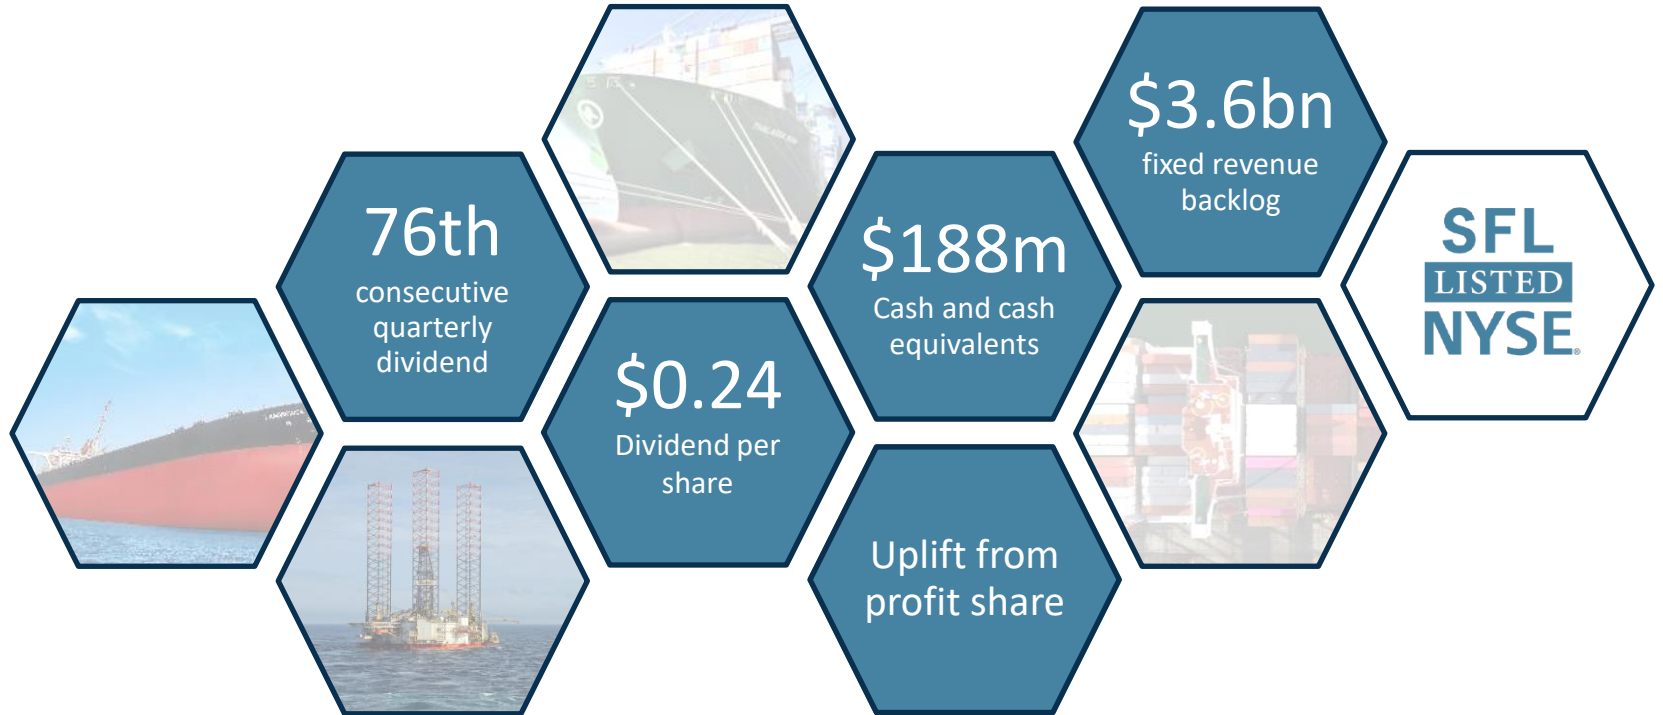 76th
consecutive
quarterly
dividend
$0.24
Dividend per
share
$188m
Cash and cash
equivalents
Uplift from
profit share
$3.6bn
fixed revenue
backlog
SFL
LISTED
NYSE®